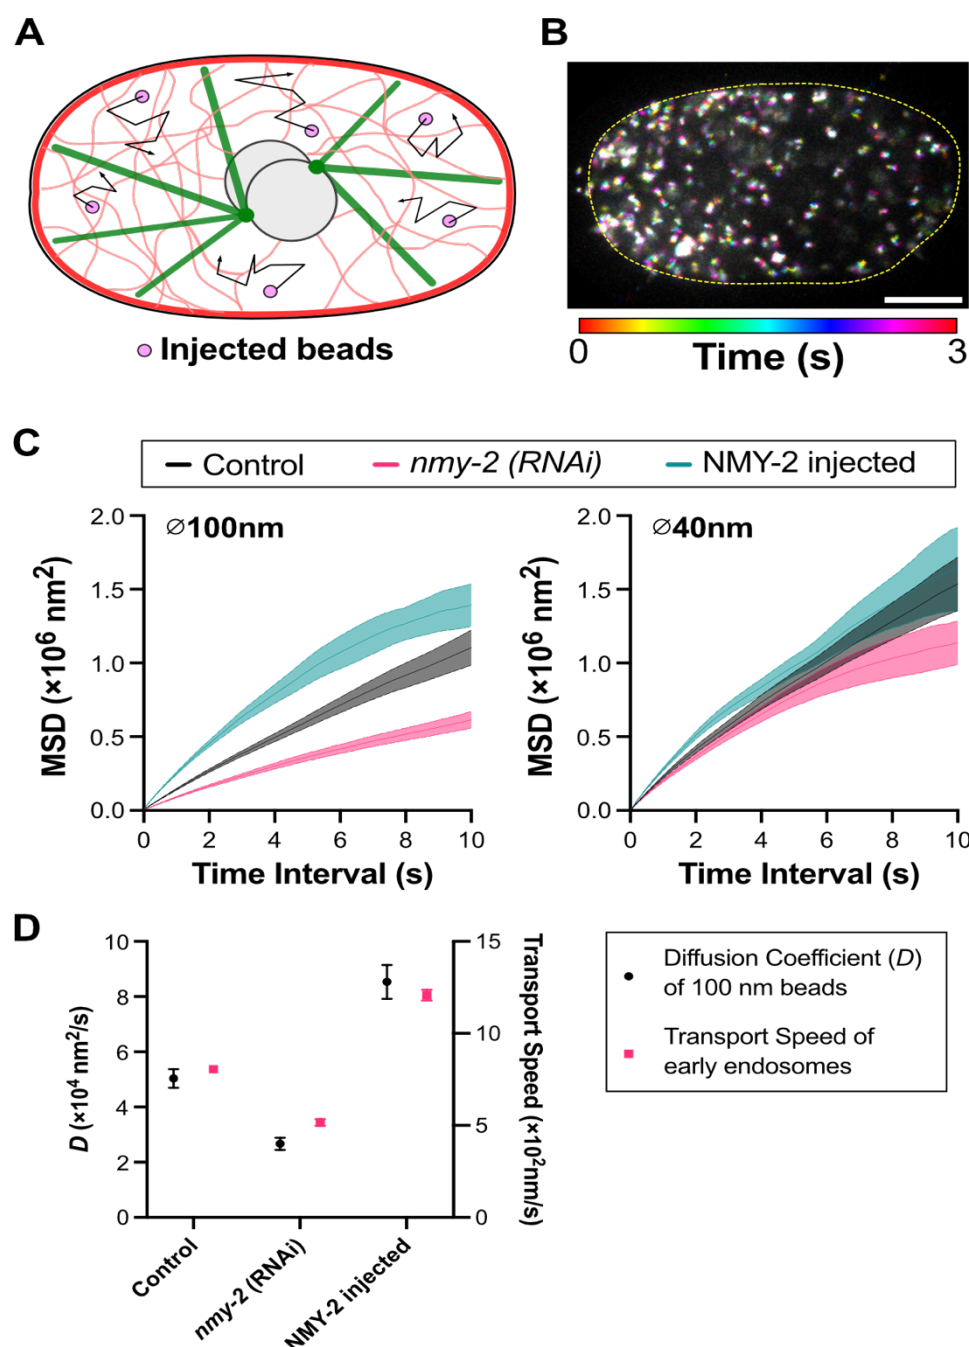 A
Injected beads
B
0
3
Time (s)
C
Control
nmy-2 (RNAi)
NMY-2 injected
∅100nm
MSD (×10⁶ nm²)
2.0
1.5
1.0
0.5
0.0
0 2 4 6 8 10
Time Interval (s)
∅40nm
MSD (×10⁶ nm²)
2.0
1.5
1.0
0.5
0.0
0 2 4 6 8 10
Time Interval (s)
D
D (×10⁴ nm²/s)
10
8
6
4
2
0
15
10
5
0
Transport Speed (×10²nm/s)
Control
nmy-2 (RNAi)
NMY-2 injected
Diffusion Coefficient (D)
of 100 nm beads
Transport Speed of
early endosomes